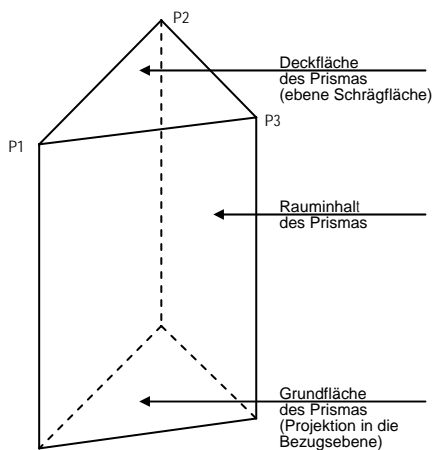 P2
Deckfläche
des Prismas
(ebene Schrägfläche)
P3
P1
Rauminhalt
des Prismas
Grundfläche
des Prismas
(Projektion in die
Bezugsebene)